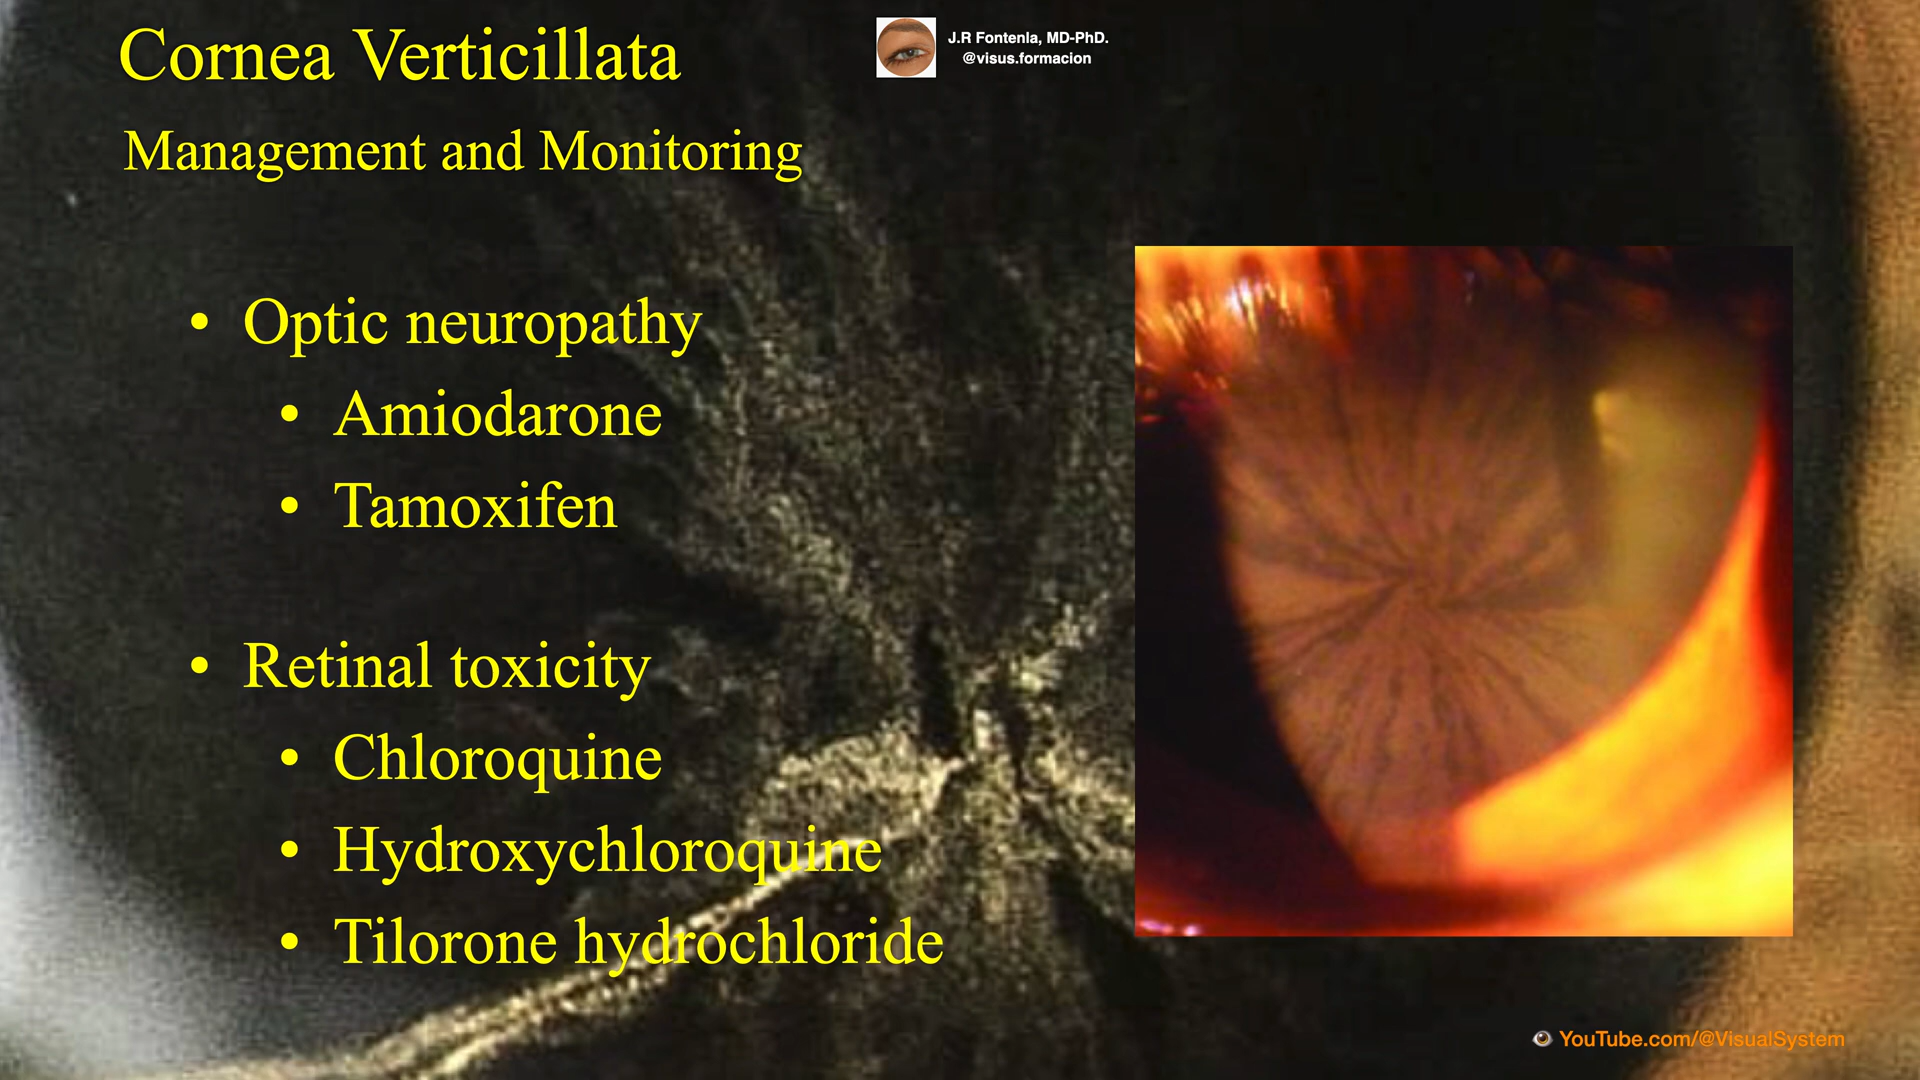 Cornea Verticillata
J.R Fontenla, MD-PhD.
@visus.formacion
Management and Monitoring
• Optic neuropathy
• Amiodarone
• Tamoxifen
• Retinal toxicity
• Chloroquine
• Hydroxychloroquine
• Tilorone hydrochloride
YouTube.com/@VisualSystem